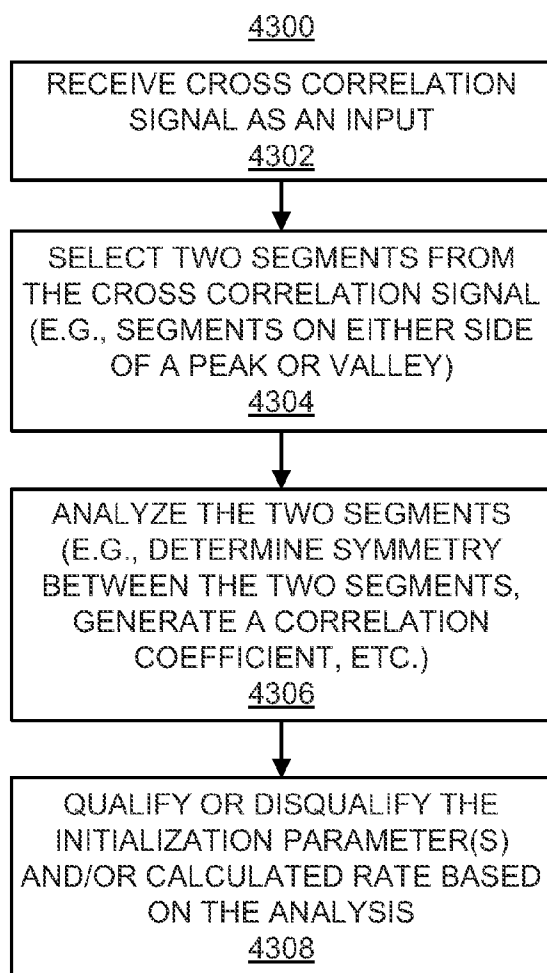 4300
RECEIVE CROSS CORRELATION
SIGNAL AS AN INPUT
4302
SELECT TWO SEGMENTS FROM
THE CROSS CORRELATION SIGNAL
(E.G., SEGMENTS ON EITHER SIDE
OF A PEAK OR VALLEY)
4304
ANALYZE THE TWO SEGMENTS
(E.G., DETERMINE SYMMETRY
BETWEEN THE TWO SEGMENTS,
GENERATE A CORRELATION
COEFFICIENT, ETC.)
4306
QUALIFY OR DISQUALIFY THE
INITIALIZATION PARAMETER(S)
AND/OR CALCULATED RATE BASED
ON THE ANALYSIS
4308